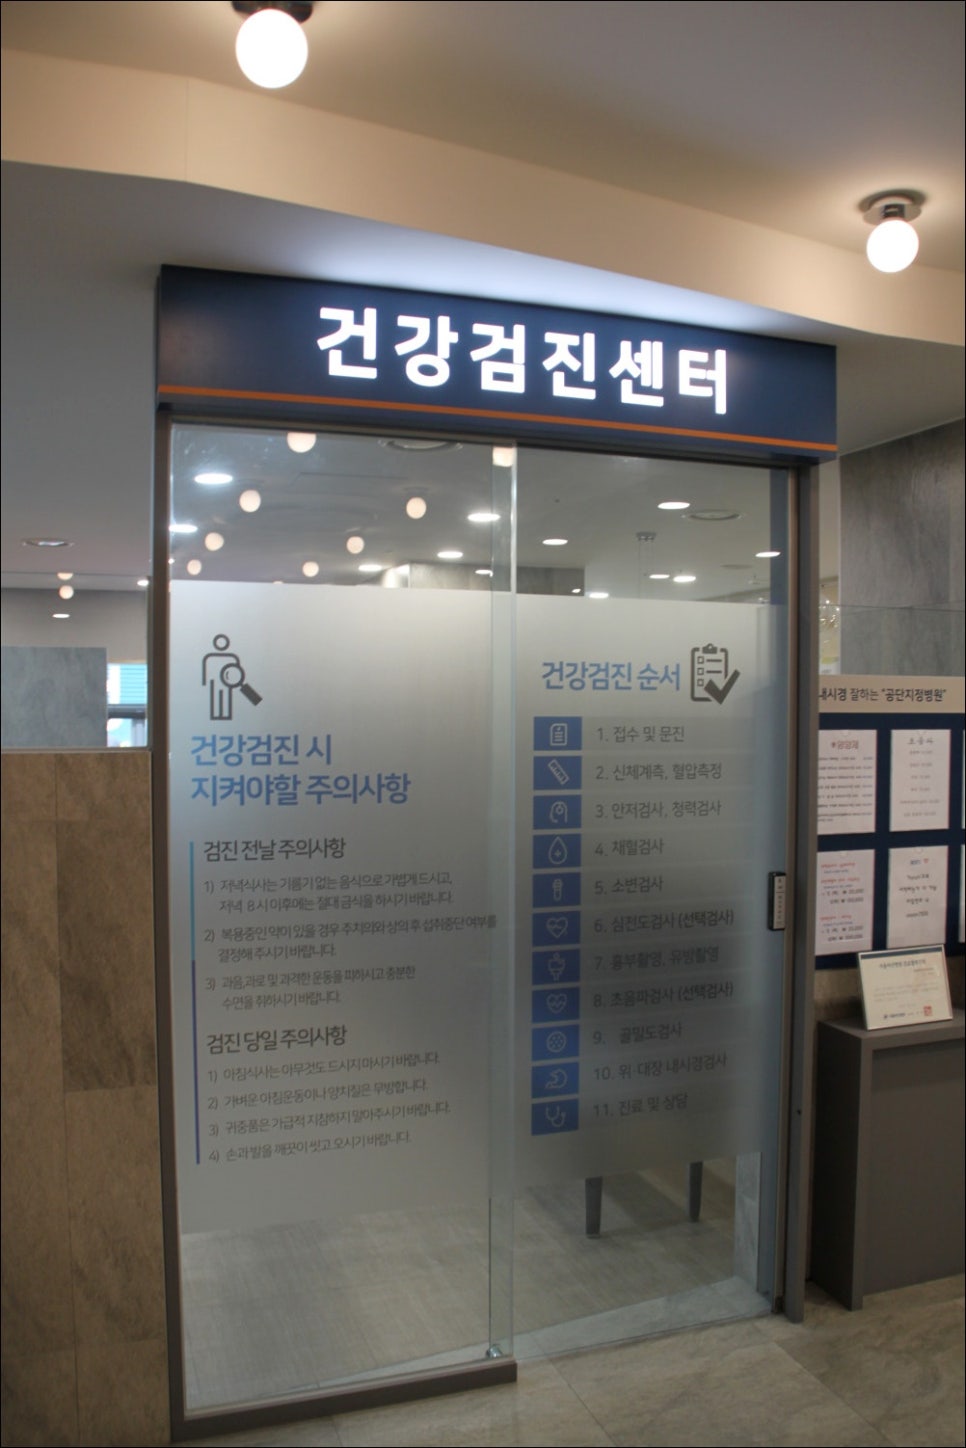 건강검진센터
건강검진 시
지켜야할 주의사항
검진 전날 주의사항
1) 저녁식사는 기름기 없는 음식으로 가볍게 드시고,
저녁 8시 이후에는 절대 금식을 하시기 바랍니다.
2) 복용중인 약이 있을 경우 주치의와 상의 후 섭취중단 여부를
결정해 주시기 바랍니다.
3) 과음,과로 및 과격한 운동을 피하시고 충분한
수면을 취하시기 바랍니다.
검진 당일 주의사항
1) 아침식사는 아무것도 드시지 마시기 바랍니다.
2) 가벼운 아침운동이나 양치질은 무방합니다.
3) 귀중품은 가급적 지참하지 말아주시기 바랍니다.
4) 손과 발을 깨끗이 씻고 오시기 바랍니다.
건강검진 순서
1. 접수 및 문진
2. 신체계측, 혈압측정
3. 안저검사, 청력검사
4. 채혈검사
5. 소변검사
6. 심전도검사 (선택검사)
7. 흉부촬영, 유방촬영
8. 초음파검사 (선택검사)
9. 골밀도검사
10. 위·대장 내시경검사
11. 진료 및 상담
내시경 잘하는 "공단지정병원"